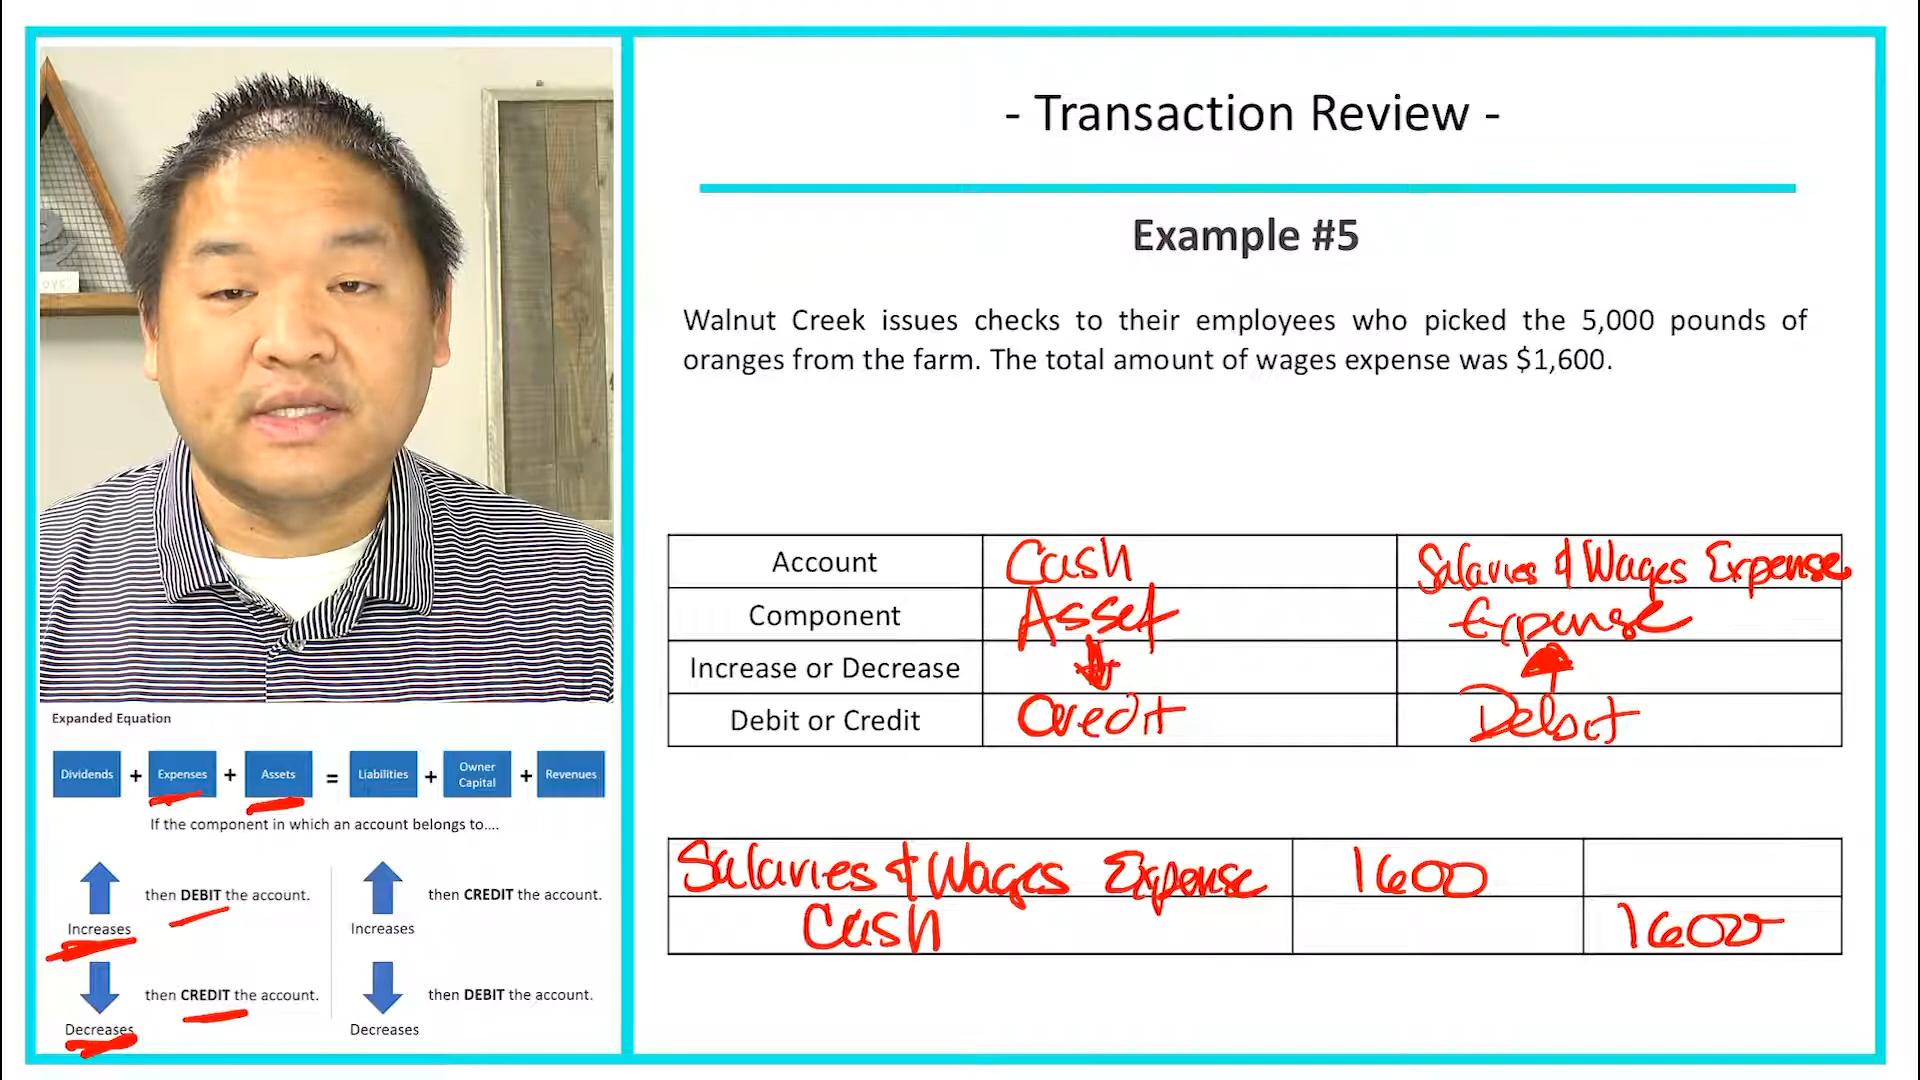 - Transaction Review -
Example #5
Walnut Creek issues checks to their employees who picked the 5,000 pounds of
oranges from the farm. The total amount of wages expense was $1,600.
Account Cash Salaries & Wages Expense
Component Asset Expense
Increase or Decrease
Debit or Credit Credit Debit
Salaries & Wages Expense 1600
Cash 1600
Expanded Equation
Dividends + Expenses + Assets = Liabilities + Owner Capital + Revenues
If the component in which an account belongs to....
then DEBIT the account.
Increases
then CREDIT the account.
Decreases
then CREDIT the account.
Increases
then DEBIT the account.
Decreases